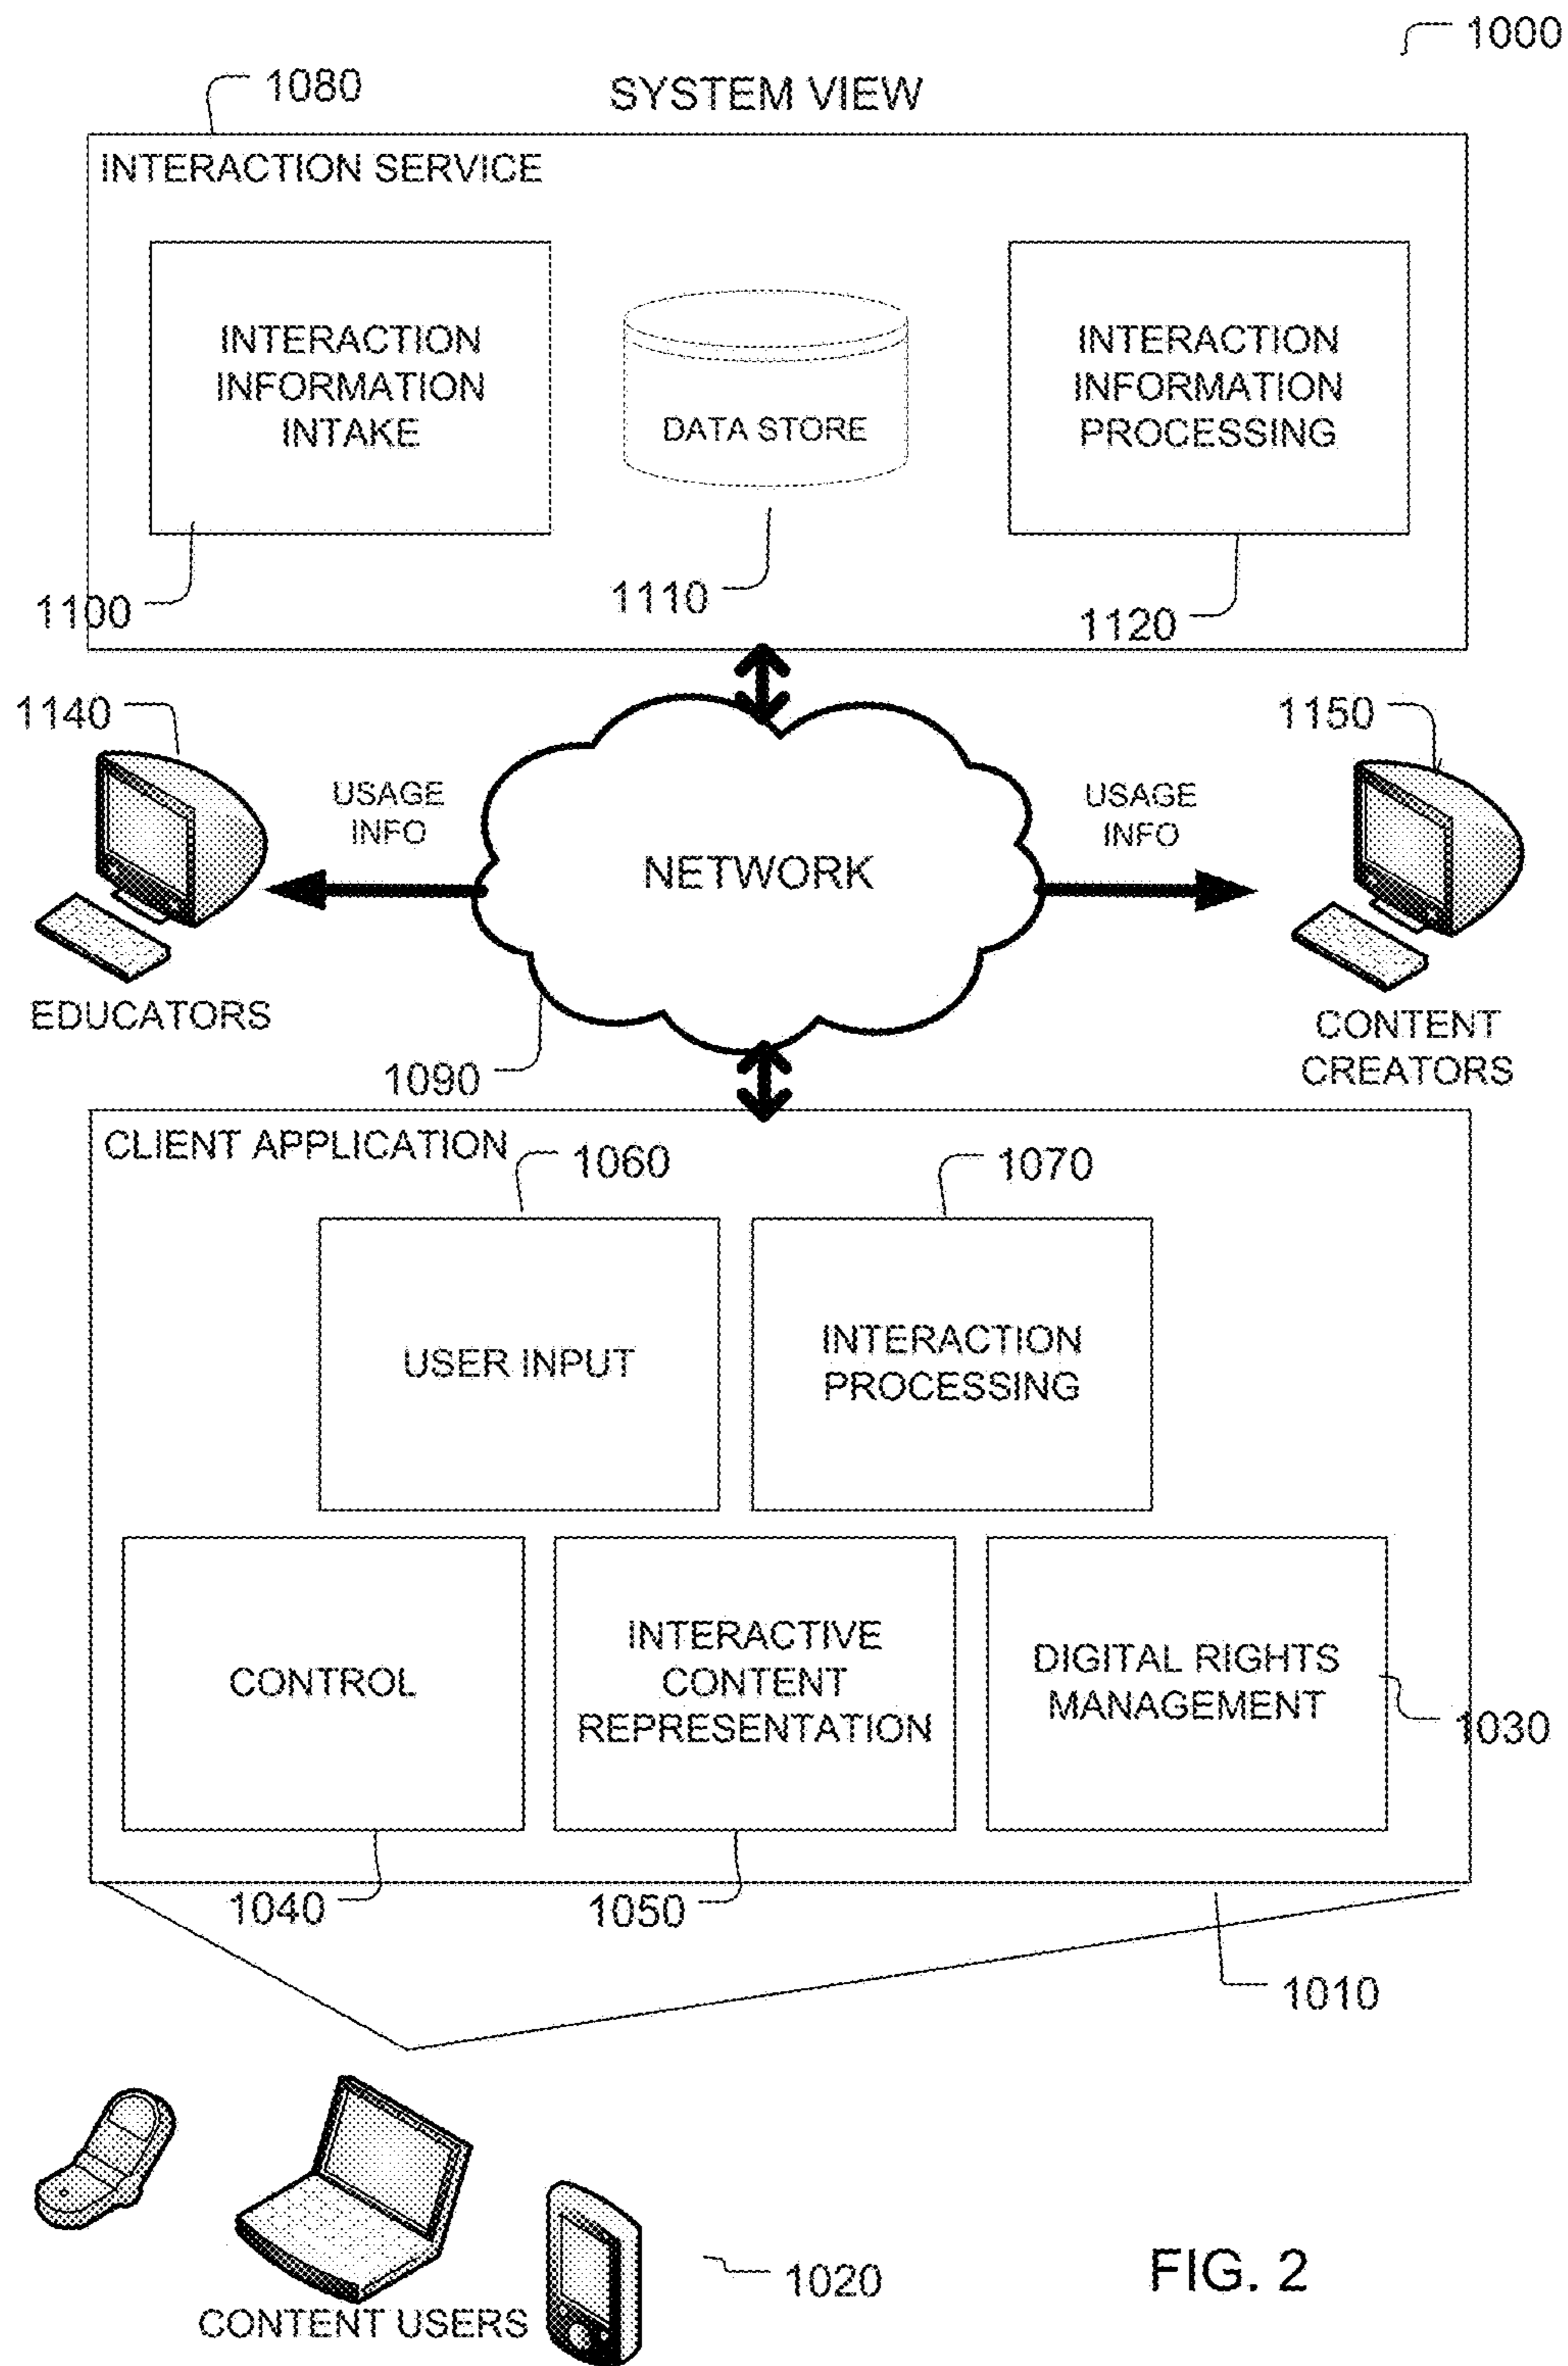 1000
1080
SYSTEM VIEW
INTERACTION SERVICE
INTERACTION
INFORMATION
INTAKE
DATA STORE
INTERACTION
INFORMATION
PROCESSING
1100
1110
1120
1140
1150
USAGE
INFO
USAGE
INFO
NETWORK
EDUCATORS
CONTENT
CREATORS
1090
CLIENT APPLICATION
1060
1070
USER INPUT
INTERACTION
PROCESSING
CONTROL
INTERACTIVE
CONTENT
REPRESENTATION
DIGITAL RIGHTS
MANAGEMENT
1030
1040
1050
1010
1020
CONTENT USERS
FIG. 2